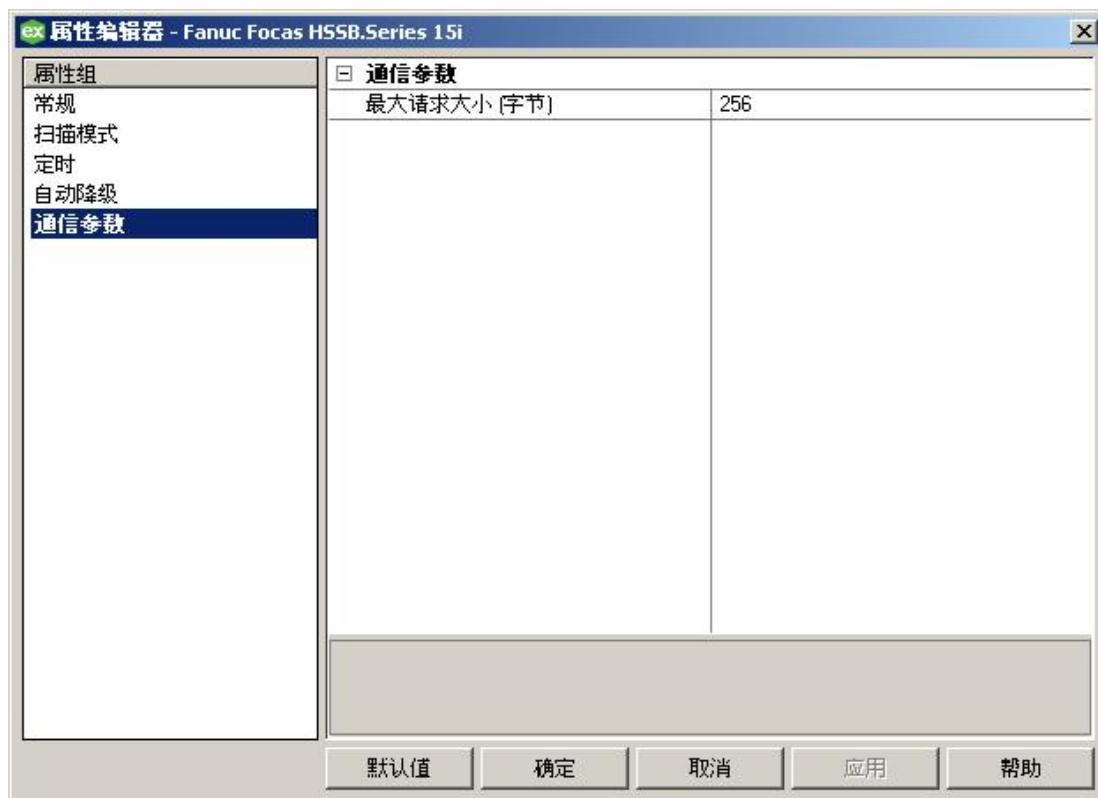 ex 属性编辑器 - Fanuc Focas HSSB.Series 15i
属性组
常规
扫描模式
定时
自动降级
通信参数
通信参数
最大请求大小 (字节) 256
默认值 确定 取消 应用 帮助